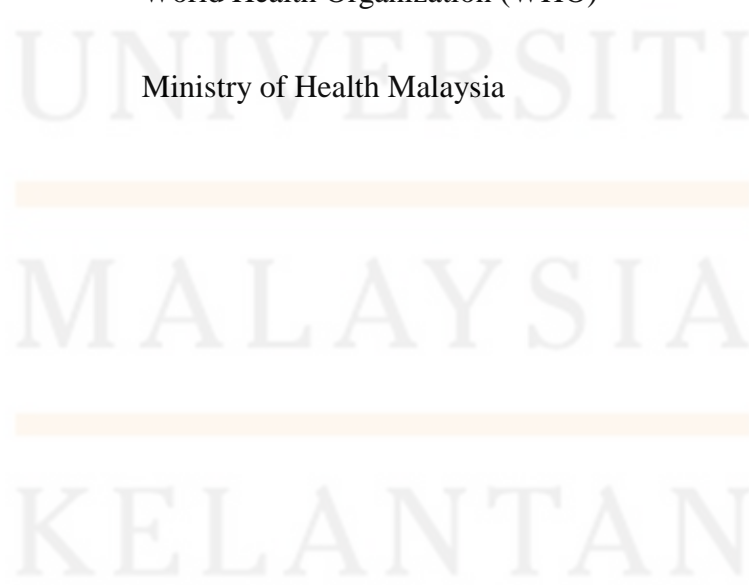 World Health Organization (WHO)
UNIVERSITI
Ministry of Health Malaysia
MALAYSIA
KELANTAN